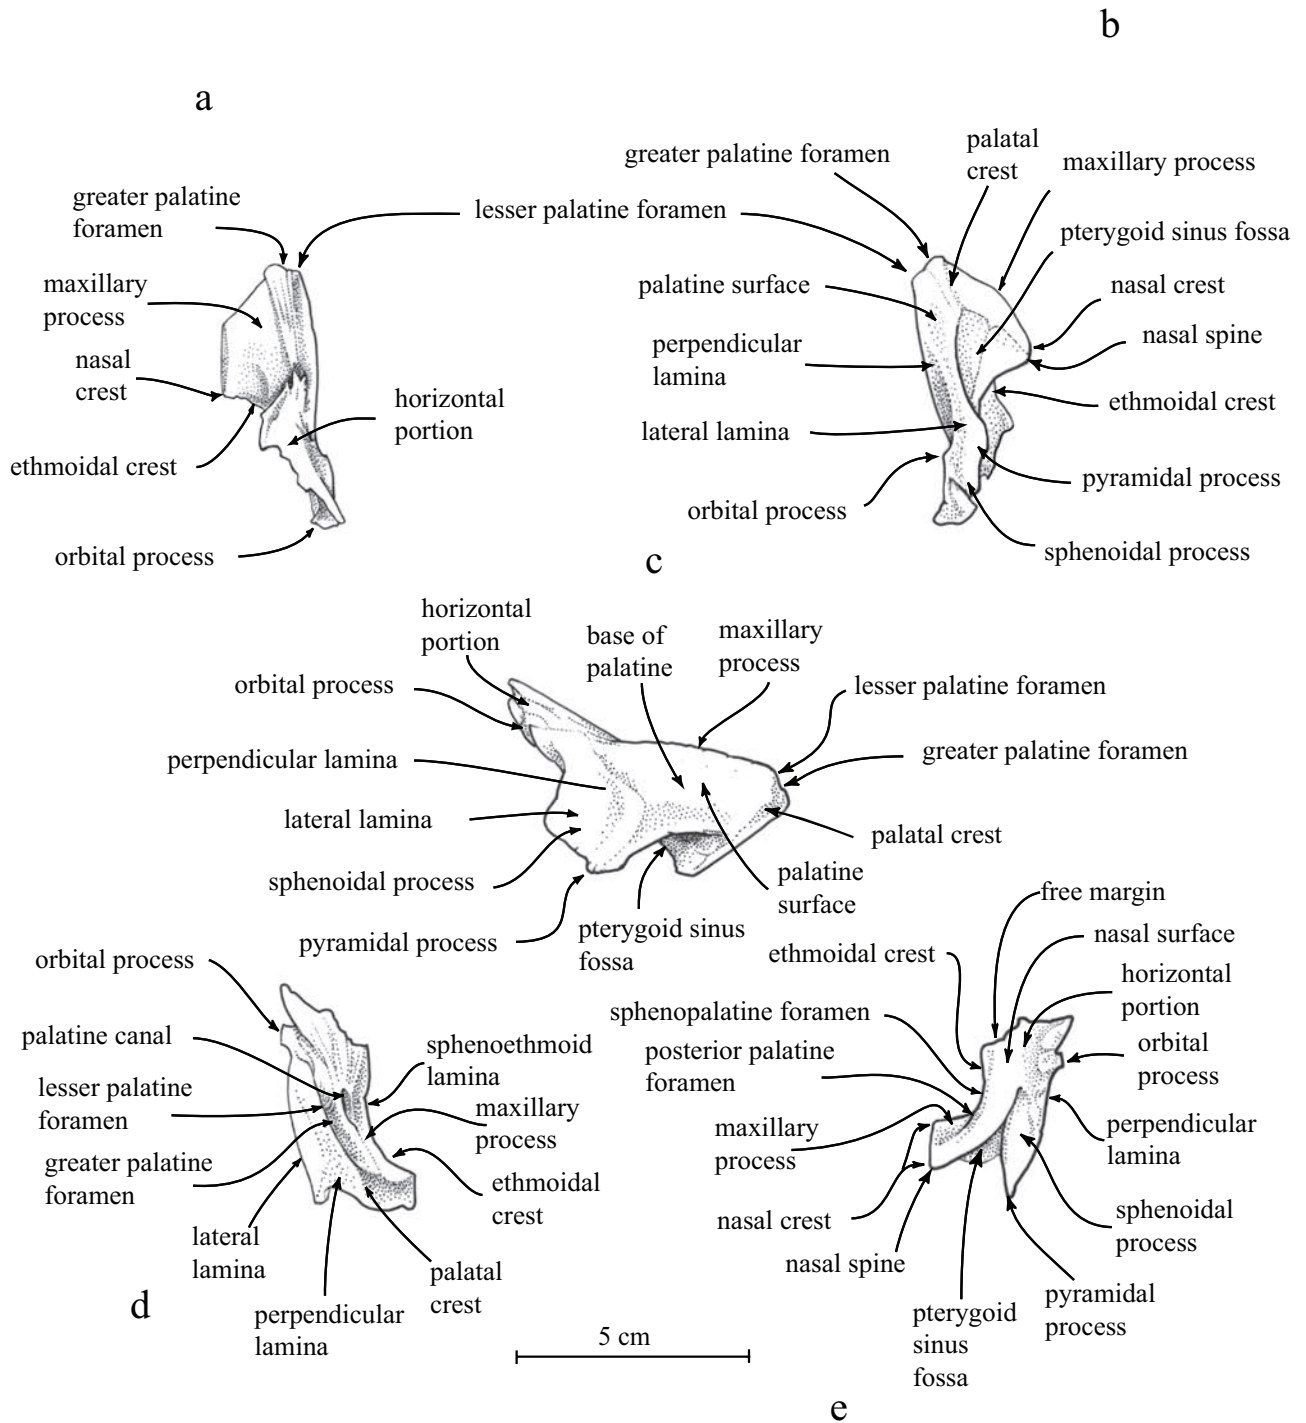 b
a
greater palatine
foramen
maxillary
process
nasal
crest
ethmoidal crest
orbital process
horizontal
portion
lesser palatine foramen
greater palatine foramen
palatal
crest
maxillary process
pterygoid sinus fossa
nasal crest
nasal spine
ethmoidal crest
pyramidal process
sphenoidal process
palatine surface
perpendicular
lamina
lateral lamina
orbital process
c
horizontal
portion
base of
palatine
maxillary
process
lesser palatine foramen
greater palatine foramen
palatal crest
palatine
surface
orbital process
perpendicular lamina
lateral lamina
sphenoidal process
pyramidal process
pterygoid sinus
fossa
orbital process
palatine canal
lesser palatine
foramen
greater palatine
foramen
lateral
lamina
perpendicular
lamina
sphenoethmoid
lamina
maxillary
process
ethmoidal
crest
palatal
crest
d
free margin
nasal surface
horizontal
portion
orbital
process
perpendicular
lamina
sphenoidal
process
pyramidal
process
ethmoidal crest
sphenopalatine foramen
posterior palatine
foramen
maxillary
process
nasal crest
nasal spine
pterygoid
sinus
fossa
5 cm
e